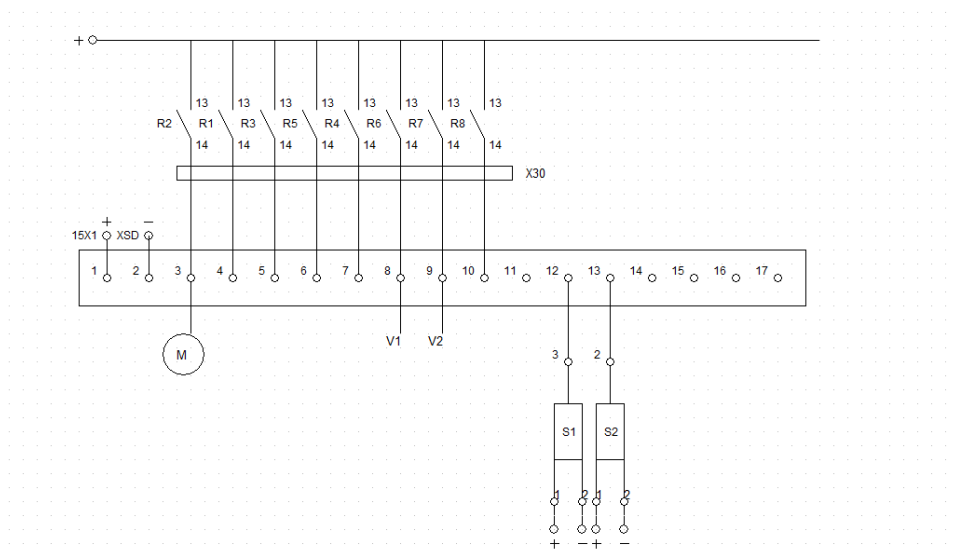 +
13 13 13 13 13 13 13 13
R2 R1 R3 R5 R4 R6 R7 R8
14 14 14 14 14 14 14 14
X30
+ −
15X1 XSD
1 2 3 4 5 6 7 8 9 10 11 12 13 14 15 16 17
V1 V2
M
3 2
S1 S2
1 2 1 2
+ − + −